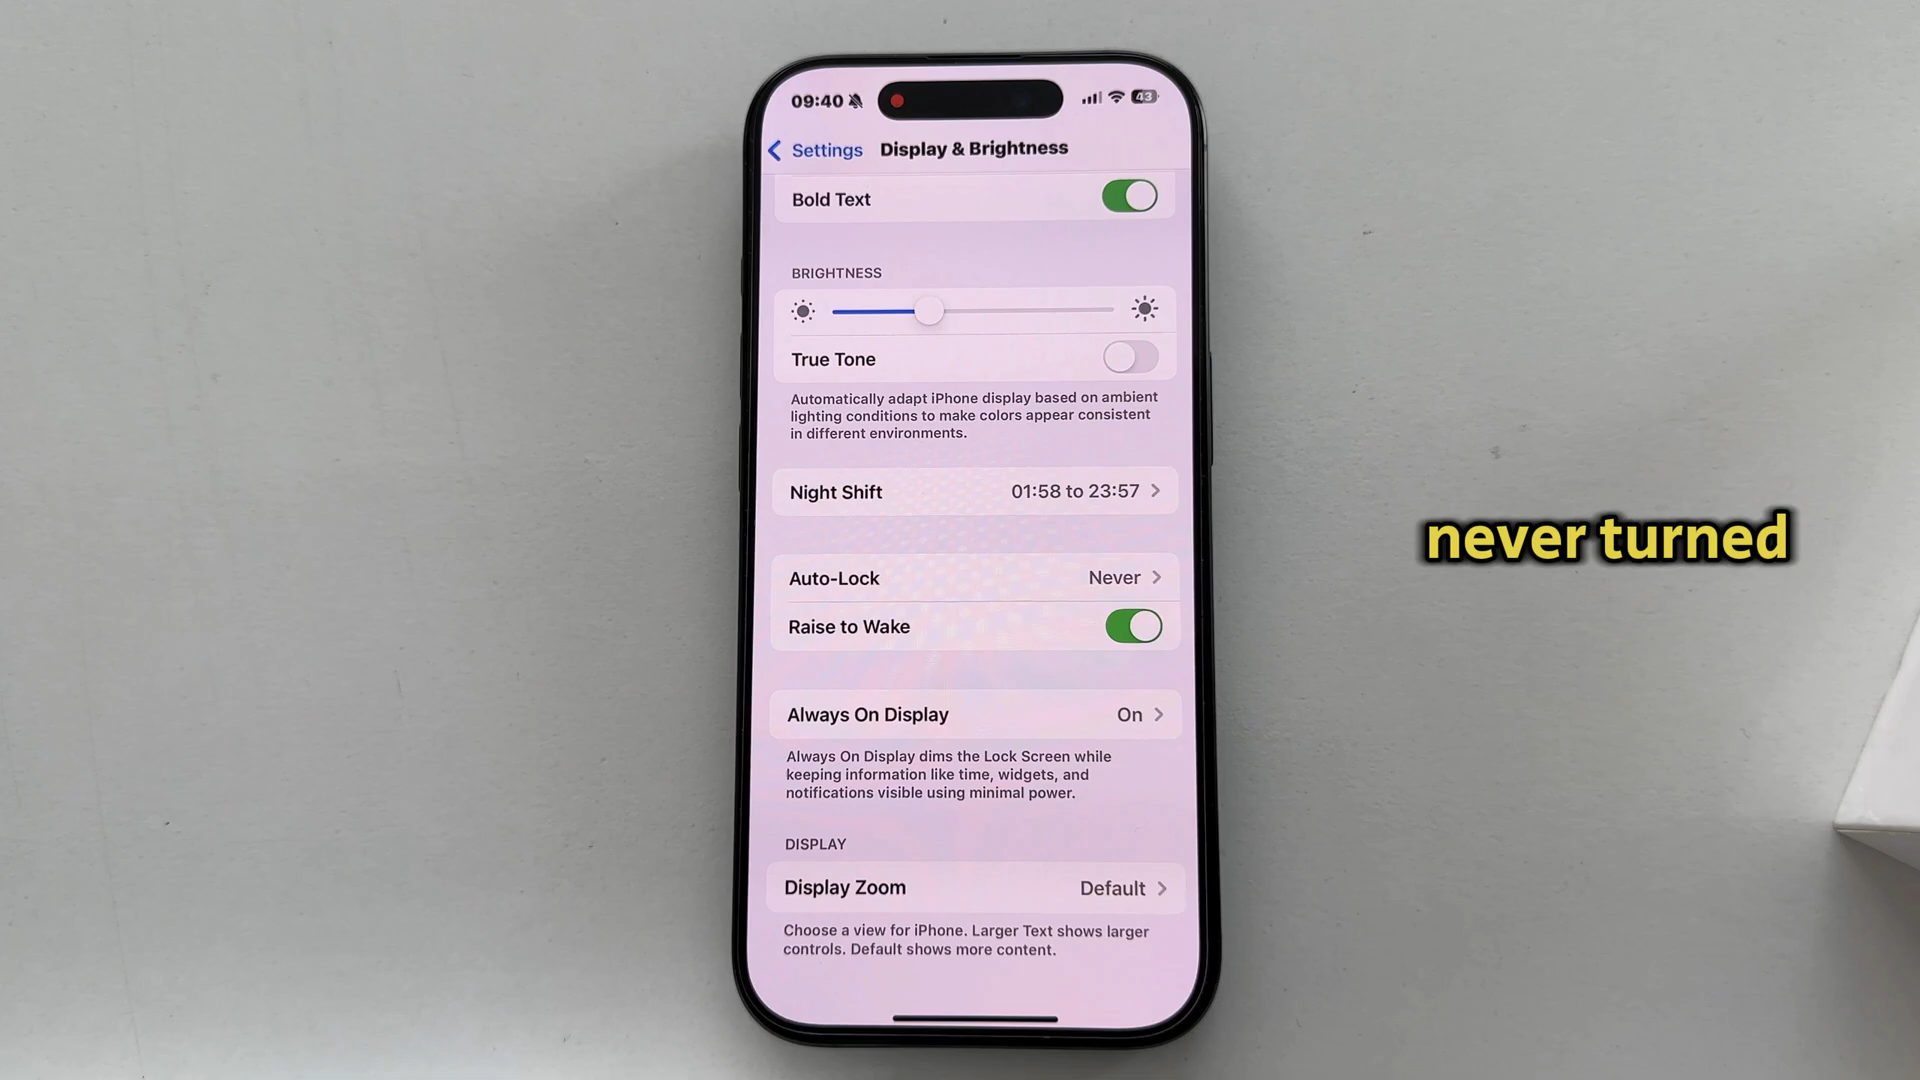 09:40
43
Settings
Display & Brightness
Bold Text
BRIGHTNESS
True Tone
Automatically adapt iPhone display based on ambient
lighting conditions to make colors appear consistent
in different environments.
Night Shift
01:58 to 23:57
Auto-Lock
Never
Raise to Wake
Always On Display
On
Always On Display dims the Lock Screen while
keeping information like time, widgets, and
notifications visible using minimal power.
DISPLAY
Display Zoom
Default
Choose a view for iPhone. Larger Text shows larger
controls. Default shows more content.
never turned